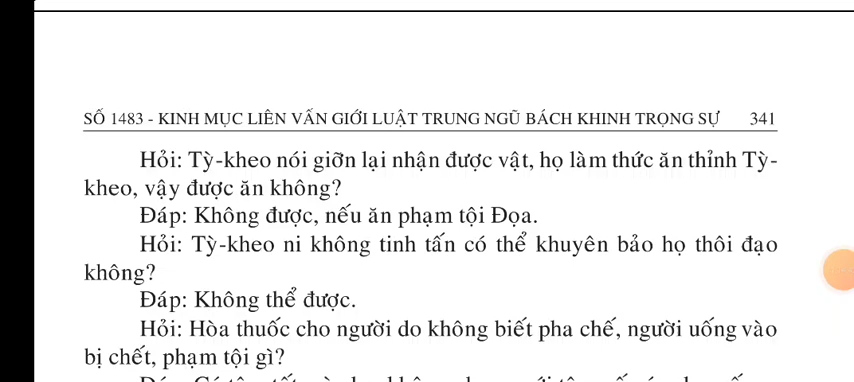 SỐ 1483 - KINH MỤC LIÊN VẤN GIỚI LUẬT TRUNG NGŨ BÁCH KHINH TRỌNG SỰ 341
Hỏi: Tỳ-kheo nói giỡn lại nhận được vật, họ làm thức ăn thỉnh Tỳ-
kheo, vậy được ăn không?
Đáp: Không được, nếu ăn phạm tội Đọa.
Hỏi: Tỳ-kheo ni không tinh tấn có thể khuyên bảo họ thôi đạo
không?
Đáp: Không thể được.
Hỏi: Hòa thuốc cho người do không biết pha chế, người uống vào
bị chết, phạm tội gì?